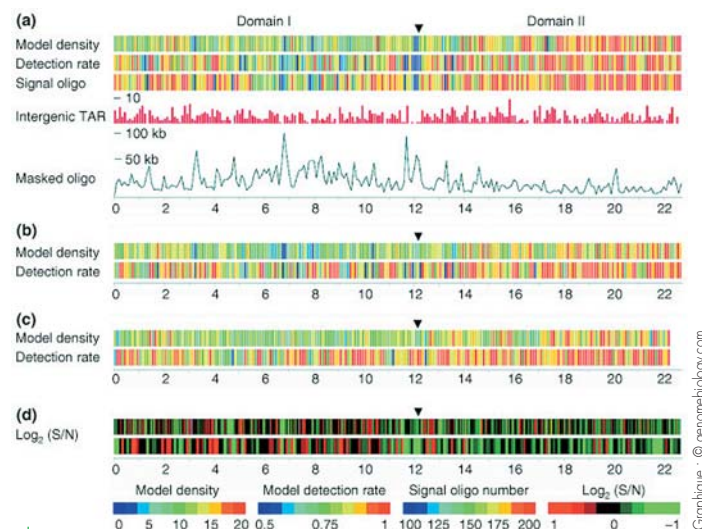 (a)
Domain I
Domain II
Model density
Detection rate
Signal oligo
10
Intergenic TAR
100 kb
50 kb
Masked oligo
0 2 4 6 8 10 12 14 16 18 20 22
(b)
Model density
Detection rate
0 2 4 6 8 10 12 14 16 18 20 22
(c)
Model density
Detection rate
0 2 4 6 8 10 12 14 16 18 20 22
(d)
Log2 (S/N)
0 2 4 6 8 10 12 14 16 18 20 22
Model density Model detection rate Signal oligo number Log2 (S/N)
0 5 10 15 20 0.5 0.75 1 100 125 150 175 200 1 0 −1
Graphique : © genomebiology.com